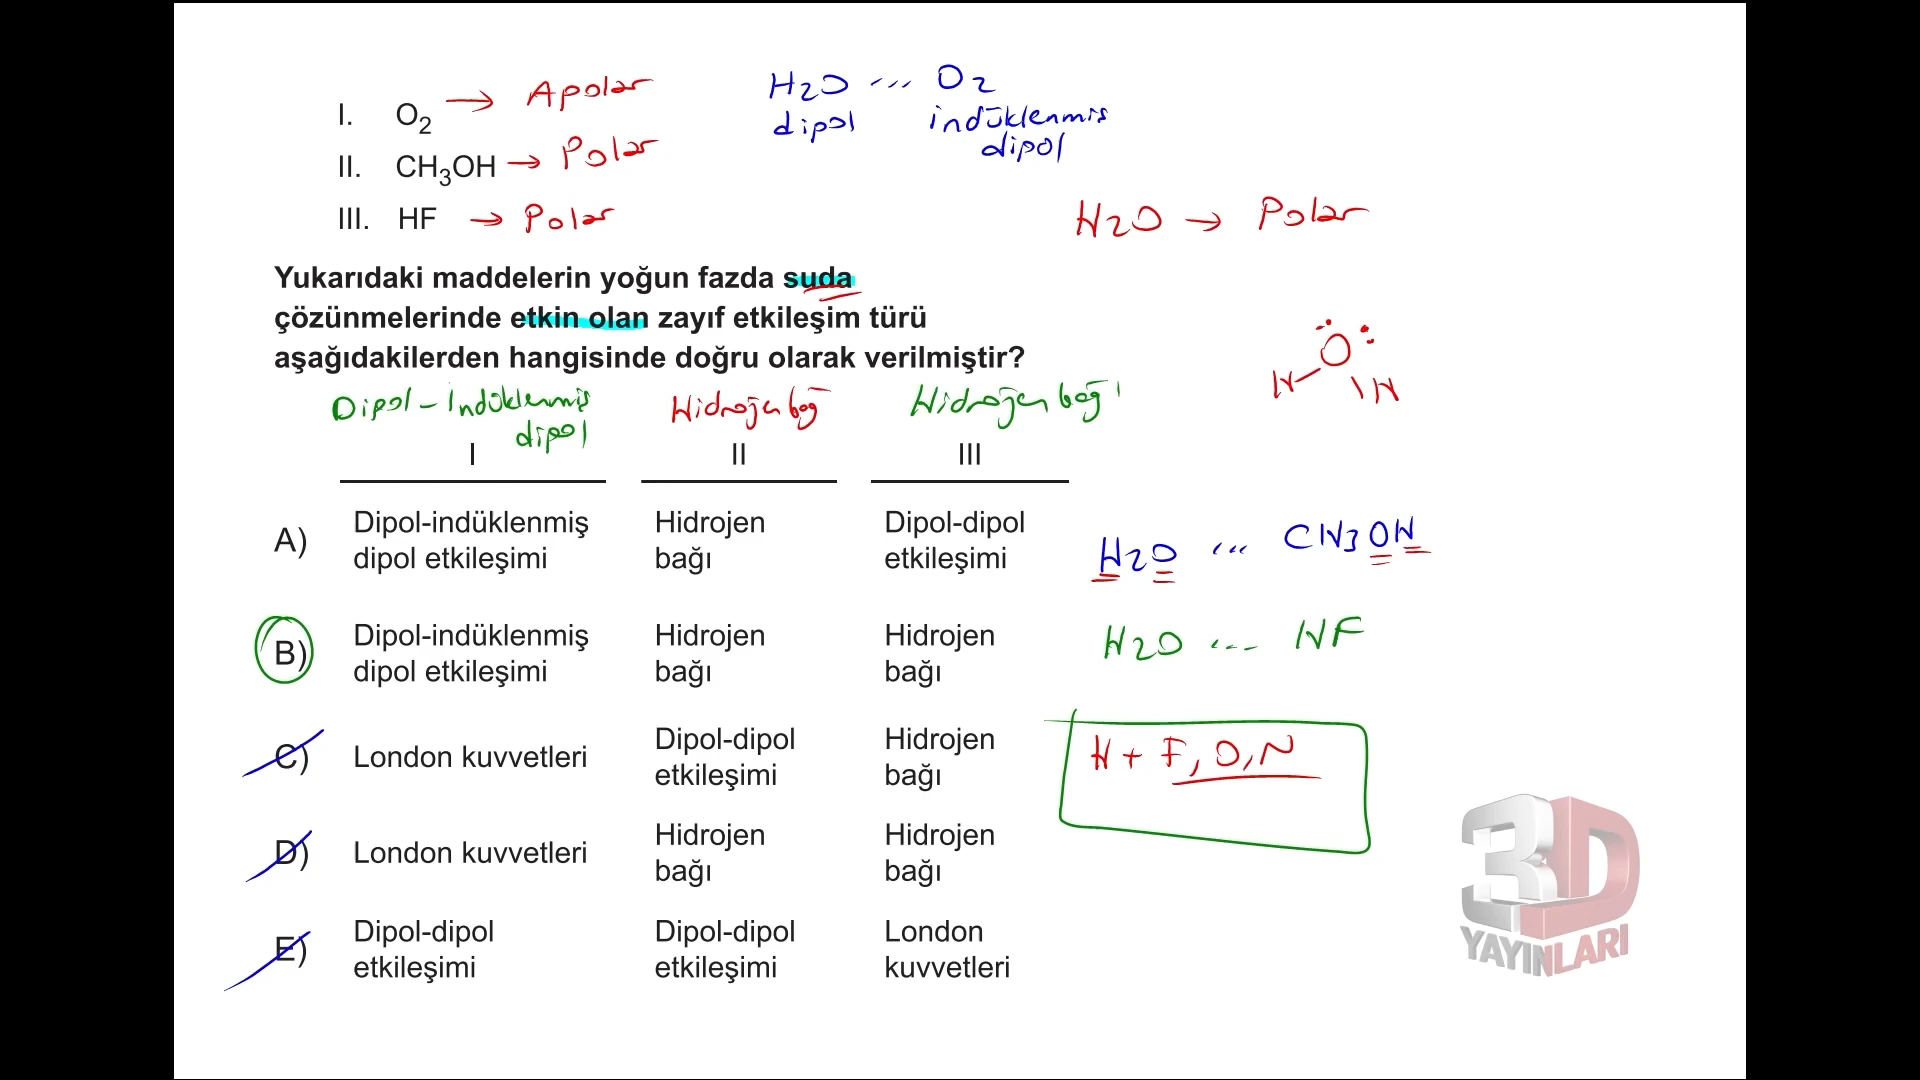 I. O₂ → Apolar
H₂O ... O₂
dipol indüklenmiş
dipol
II. CH₃OH → Polar
III. HF → Polar
H₂O → Polar
Yukarıdaki maddelerin yoğun fazda suda
çözünmelerinde etkin olan zayıf etkileşim türü
aşağıdakilerden hangisinde doğru olarak verilmiştir?
O
H H
Dipol-indüklenmiş Hidrojen bağ Hidrojen bağı
dipol
I II III
A) Dipol-indüklenmiş Hidrojen Dipol-dipol
dipol etkileşimi bağı etkileşimi
H₂O ... CH₃OH
B) Dipol-indüklenmiş Hidrojen Hidrojen
dipol etkileşimi bağı bağı
H₂O ... HF
C) London kuvvetleri Dipol-dipol Hidrojen
etkileşimi bağı
H + F, O, N
D) London kuvvetleri Hidrojen Hidrojen
bağı bağı
E) Dipol-dipol Dipol-dipol London
etkileşimi etkileşimi kuvvetleri
3D
YAYINLARI